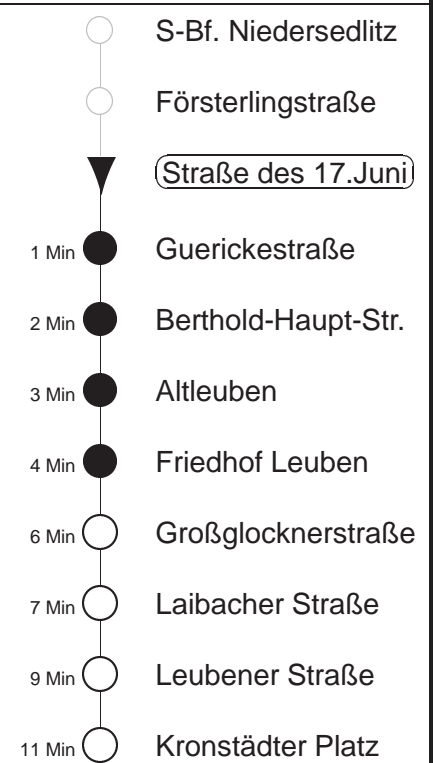 S-Bf. Niedersedlitz
Försterlingstraße
Straße des 17.Juni
1 Min Guerickestraße
2 Min Berthold-Haupt-Str.
3 Min Altleuben
4 Min Friedhof Leuben
6 Min Großglocknerstraße
7 Min Laibacher Straße
9 Min Leubener Straße
11 Min Kronstädter Platz